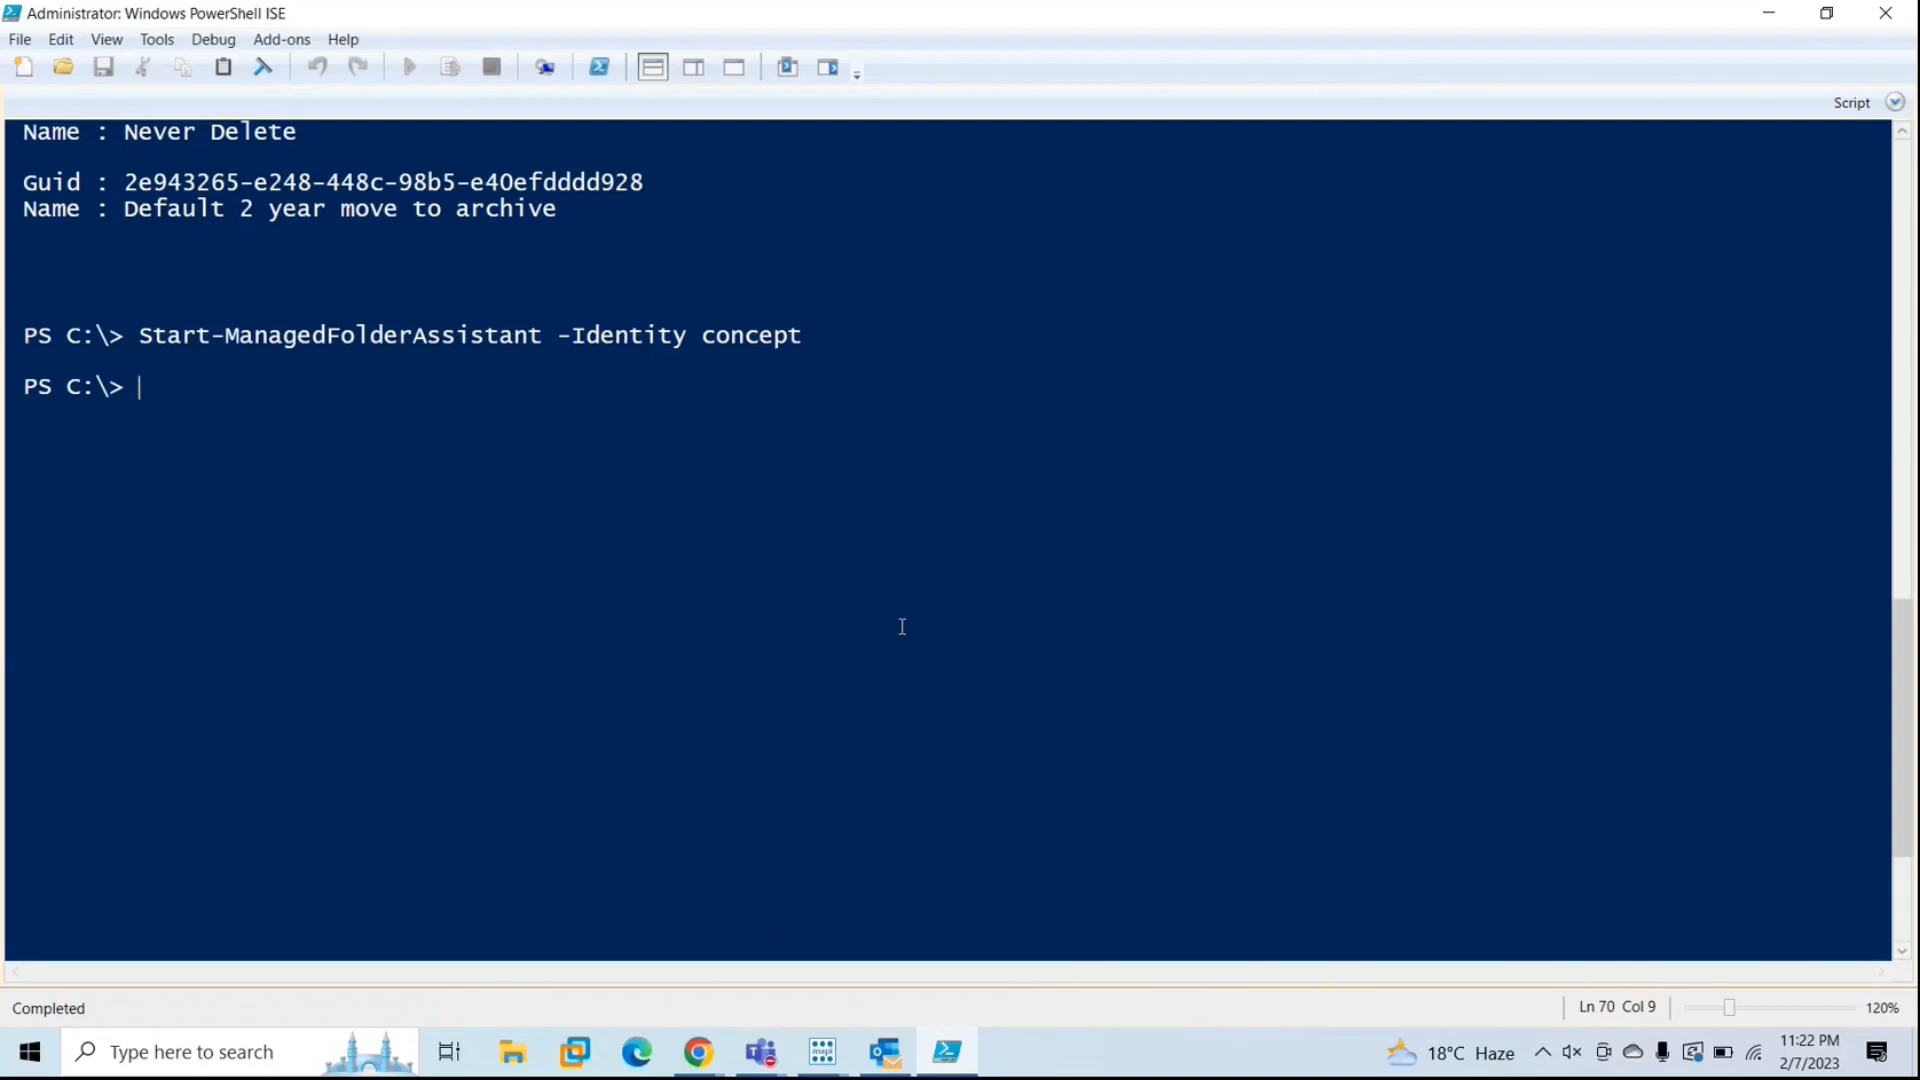 Administrator: Windows PowerShell ISE
File Edit View Tools Debug Add-ons Help
Script
Name : Never Delete
Guid : 2e943265-e248-448c-98b5-e40efdddd928
Name : Default 2 year move to archive
PS C:\> Start-ManagedFolderAssistant -Identity concept
PS C:\>
Completed
Ln 70 Col 9
120%
Type here to search
mapi
18°C Haze
11:22 PM
2/7/2023